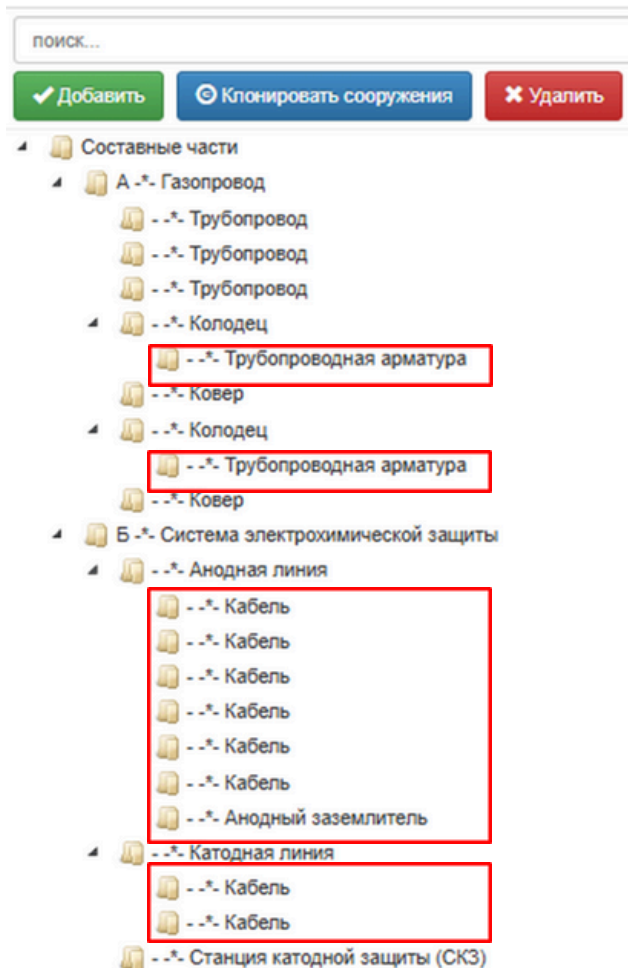 поиск...
Добавить © Клонировать сооружения Удалить
Составные части
А -*- Газопровод
- -*- Трубопровод
- -*- Трубопровод
- -*- Трубопровод
- -*- Колодец
- -*- Трубопроводная арматура
- -*- Ковер
- -*- Колодец
- -*- Трубопроводная арматура
- -*- Ковер
Б -*- Система электрохимической защиты
- -*- Анодная линия
- -*- Кабель
- -*- Кабель
- -*- Кабель
- -*- Кабель
- -*- Кабель
- -*- Кабель
- -*- Анодный заземлитель
- -*- Катодная линия
- -*- Кабель
- -*- Кабель
- -*- Станция катодной защиты (СКЗ)